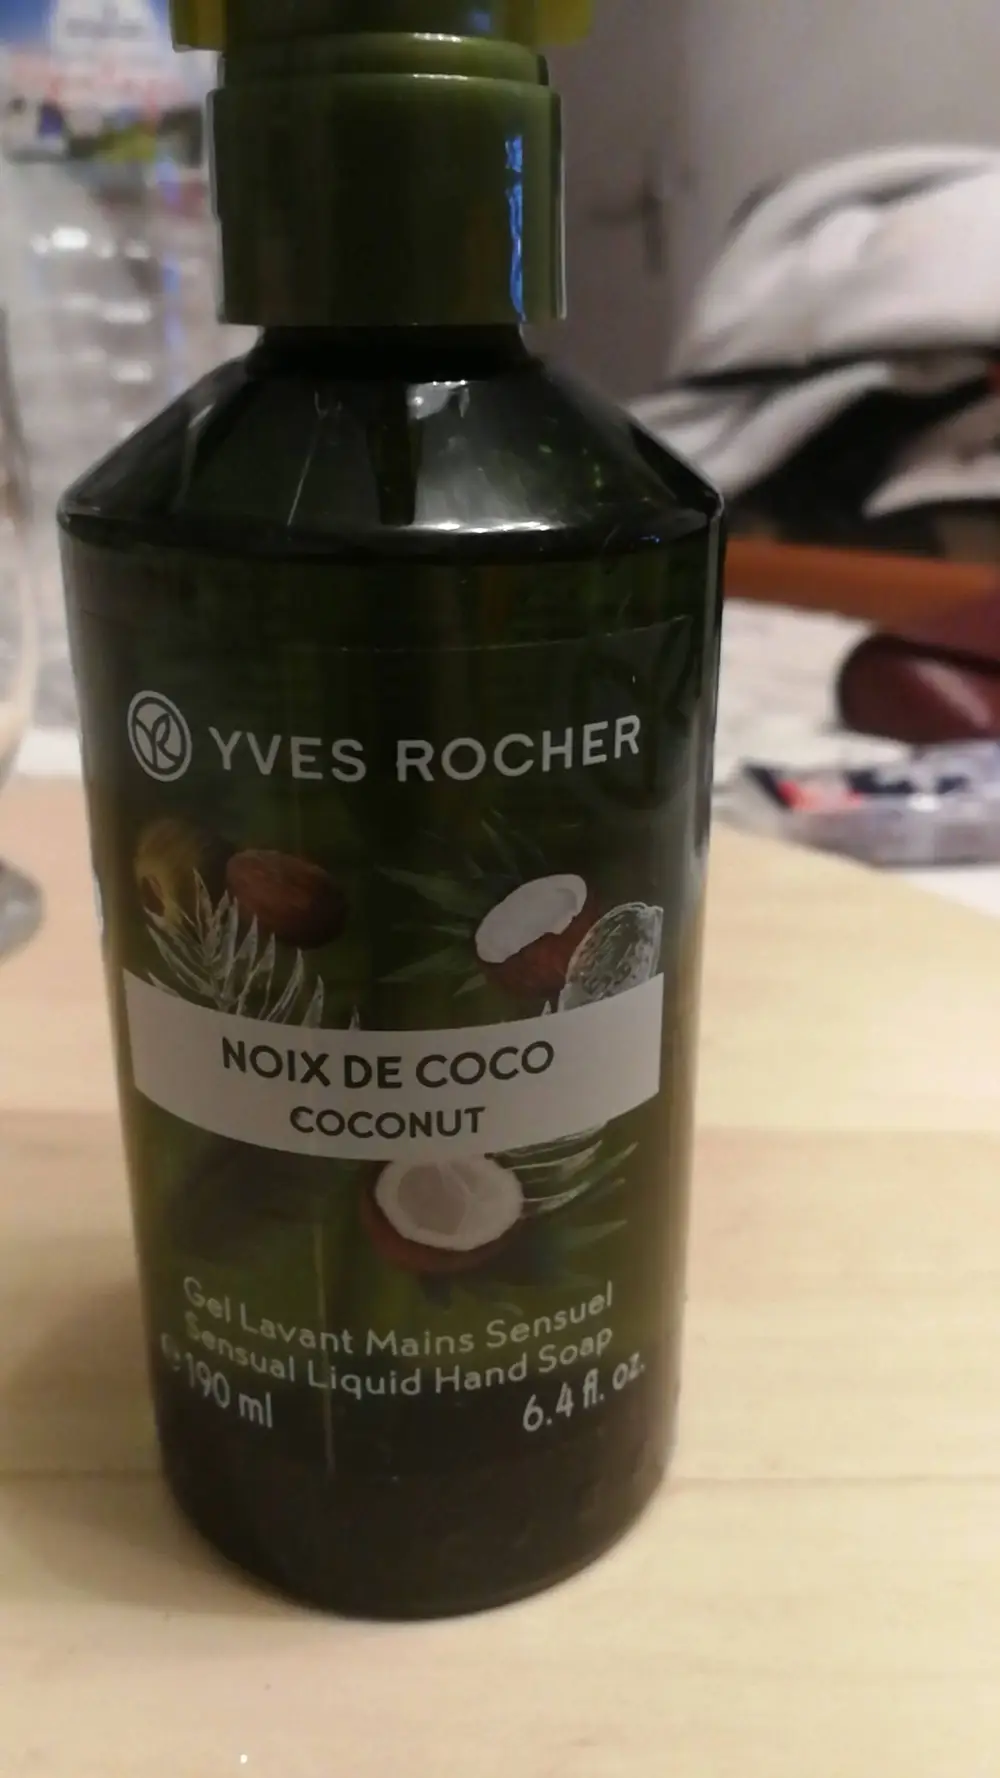 YVES ROCHER
NOIX DE COCO
COCONUT
Gel Lavant Mains Sensuel
Sensual Liquid Hand Soap
e 190 ml 6.4 fl. oz.